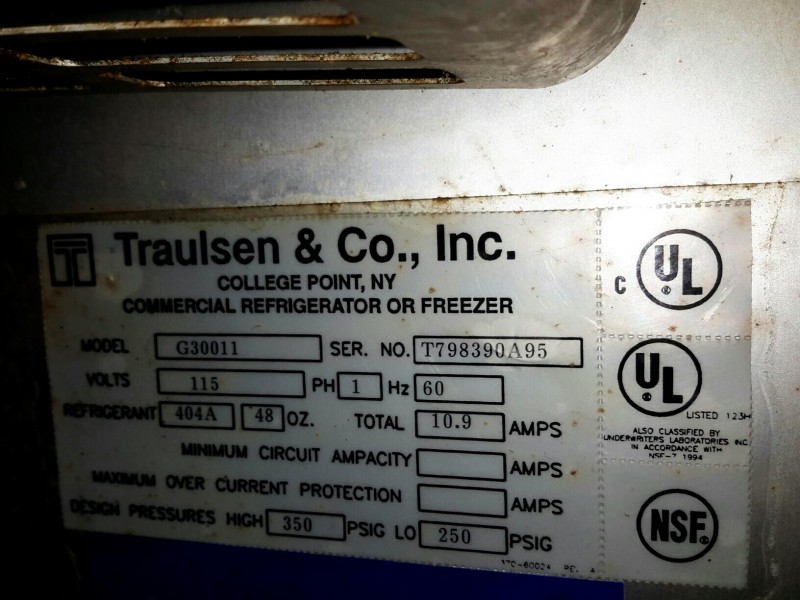 Traulsen & Co., Inc.
COLLEGE POINT, NY
COMMERCIAL REFRIGERATOR OR FREEZER
MODEL G30011 SER. NO. T798390A95
VOLTS 115 PH 1 Hz 60
REFRIGERANT 404A 48 OZ. TOTAL 10.9 AMPS
MINIMUM CIRCUIT AMPACITY AMPS
MAXIMUM OVER CURRENT PROTECTION AMPS
DESIGN PRESSURES HIGH 350 PSIG LO 250 PSIG
C UL
UL
LISTED 123H
ALSO CLASSIFIED BY
UNDERWRITERS LABORATORIES INC.
IN ACCORDANCE WITH
NSF-7 1994
NSF